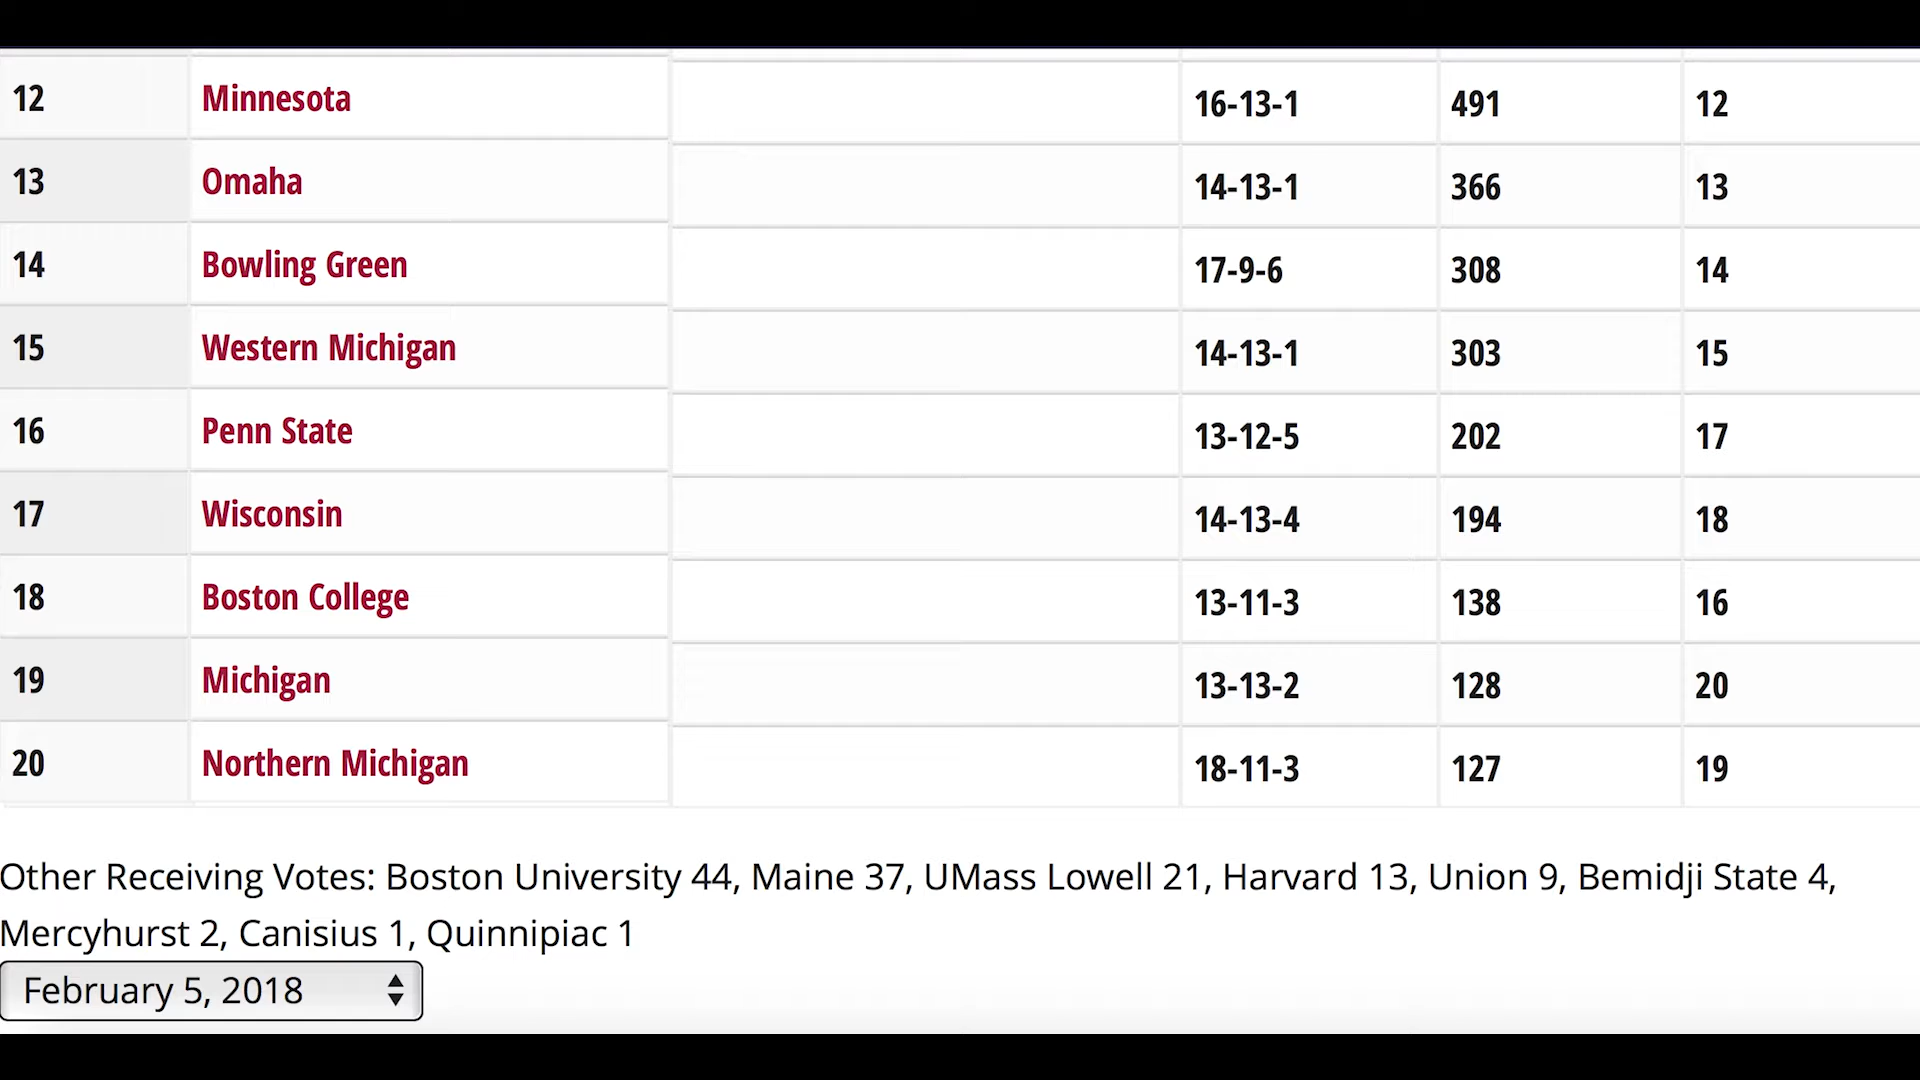 12 Minnesota 16-13-1 491 12
13 Omaha 14-13-1 366 13
14 Bowling Green 17-9-6 308 14
15 Western Michigan 14-13-1 303 15
16 Penn State 13-12-5 202 17
17 Wisconsin 14-13-4 194 18
18 Boston College 13-11-3 138 16
19 Michigan 13-13-2 128 20
20 Northern Michigan 18-11-3 127 19
Other Receiving Votes: Boston University 44, Maine 37, UMass Lowell 21, Harvard 13, Union 9, Bemidji State 4,
Mercyhurst 2, Canisius 1, Quinnipiac 1
February 5, 2018